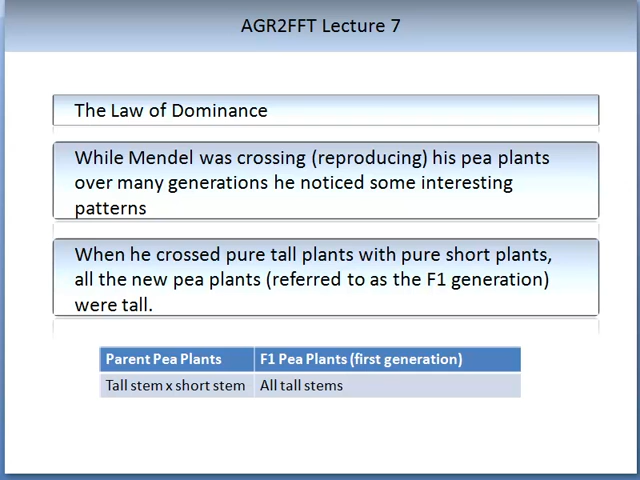 AGR2FFT Lecture 7
The Law of Dominance
While Mendel was crossing (reproducing) his pea plants
over many generations he noticed some interesting
patterns
When he crossed pure tall plants with pure short plants,
all the new pea plants (referred to as the F1 generation)
were tall.
Parent Pea Plants F1 Pea Plants (first generation)
Tall stem x short stem All tall stems